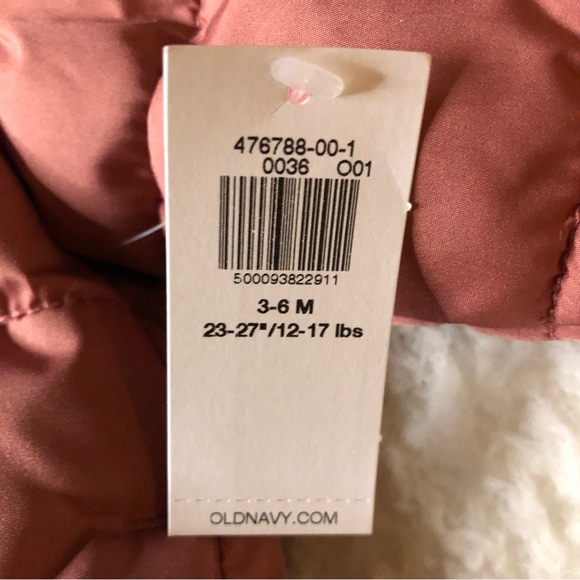 476788-00-1
0036 O01
500093822911
3-6 M
23-27"/12-17 lbs
OLDNAVY.COM